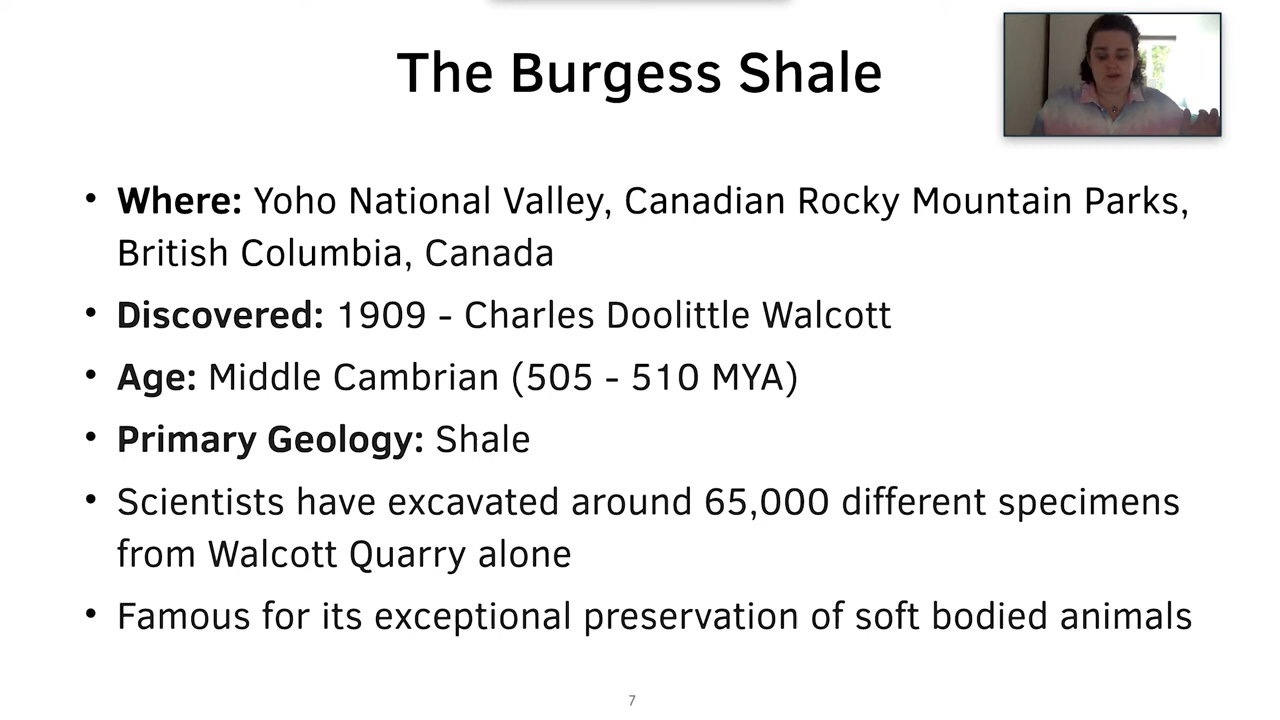 The Burgess Shale
• Where: Yoho National Valley, Canadian Rocky Mountain Parks,
British Columbia, Canada
• Discovered: 1909 - Charles Doolittle Walcott
• Age: Middle Cambrian (505 - 510 MYA)
• Primary Geology: Shale
• Scientists have excavated around 65,000 different specimens
from Walcott Quarry alone
• Famous for its exceptional preservation of soft bodied animals
7